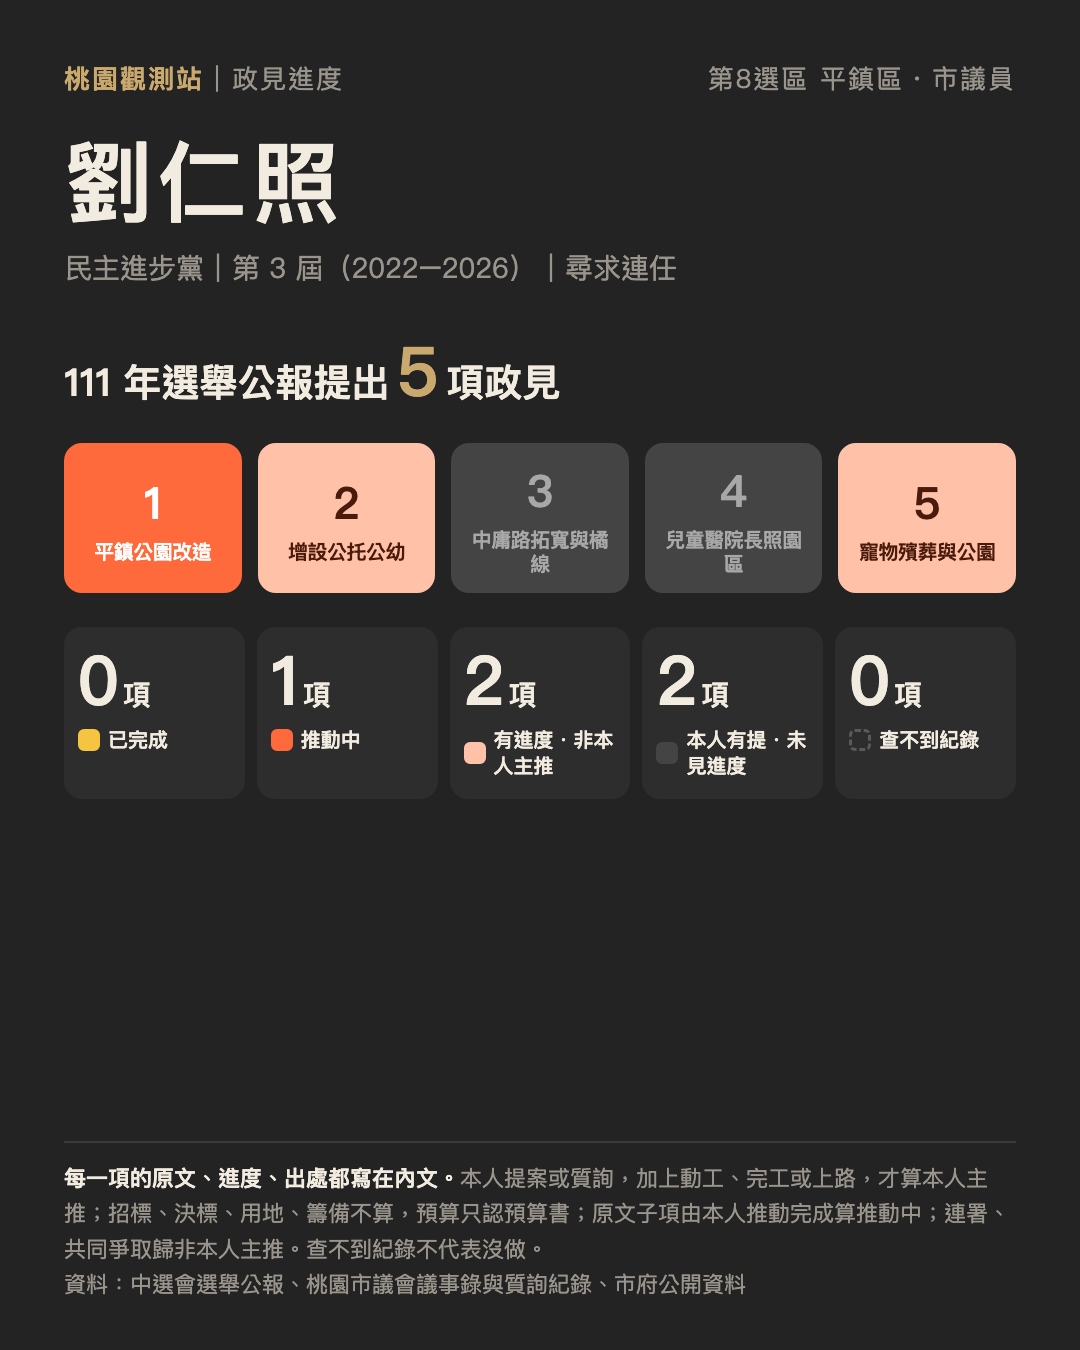 桃園觀測站｜政見進度
第8選區 平鎮區・市議員
劉仁照
民主進步黨｜第 3 屆（2022—2026）｜尋求連任
111 年選舉公報提出 5 項政見
1
平鎮公園改造
2
增設公托公幼
3
中庸路拓寬與橘
線
4
兒童醫院長照園
區
5
寵物殯葬與公園
0項
已完成
1項
推動中
2項
有進度・非本
人主推
2項
本人有提・未
見進度
0項
查不到紀錄
每一項的原文、進度、出處都寫在內文。本人提案或質詢，加上動工、完工或上路，才算本人主
推；招標、決標、用地、籌備不算，預算只認預算書；原文子項由本人推動完成算推動中；連署、
共同爭取歸非本人主推。查不到紀錄不代表沒做。
資料：中選會選舉公報、桃園市議會議事錄與質詢紀錄、市府公開資料